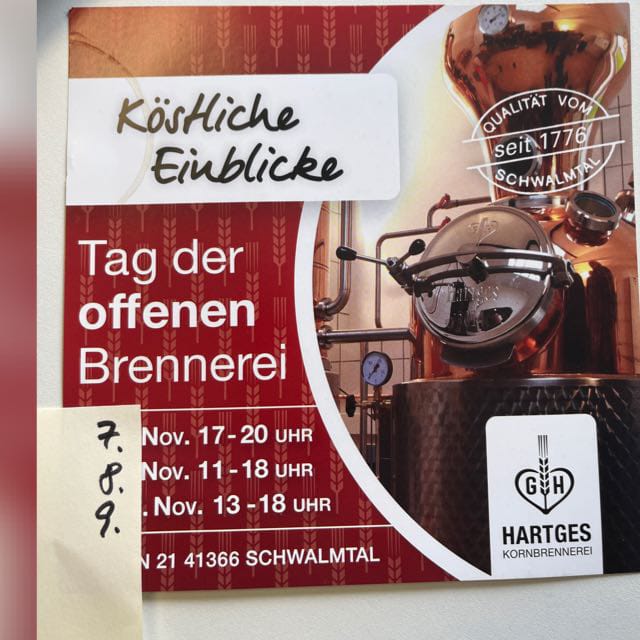 Köstliche
Einblicke
QUALITÄT VOM
seit 1776
SCHWALMTAL
Tag der
offenen
Brennerei
7. Nov. 17-20 UHR
8. Nov. 11-18 UHR
9. . Nov. 13-18 UHR
N 21 41366 SCHWALMTAL
G H
HARTGES
KORNBRENNEREI